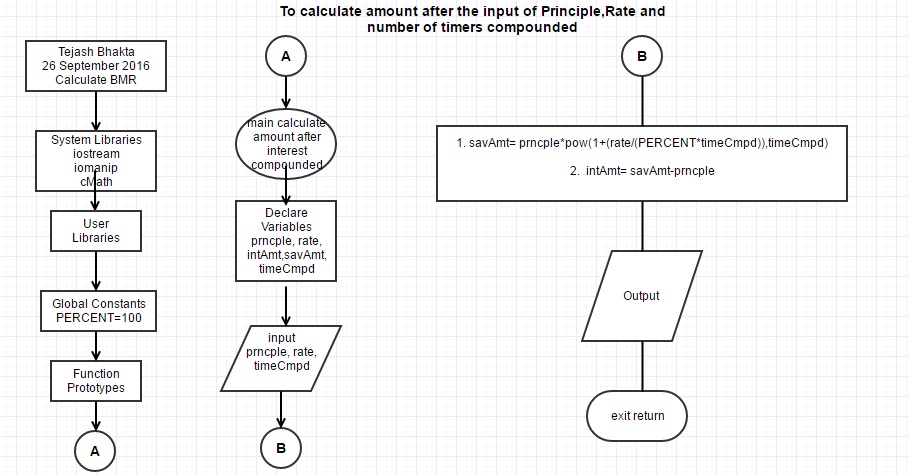 To calculate amount after the input of Principle,Rate and
number of timers compounded
Tejash Bhakta
26 September 2016
Calculate BMR
System Libraries
iostream
iomanip
cMath
User
Libraries
Global Constants
PERCENT=100
Function
Prototypes
A
A
main calculate
amount after
interest
compounded
Declare
Variables
prncple, rate,
intAmt,savAmt,
timeCmpd
input
prncple, rate,
timeCmpd
B
B
1. savAmt= prncple*pow(1+(rate/(PERCENT*timeCmpd)),timeCmpd)
2. intAmt= savAmt-prncple
Output
exit return